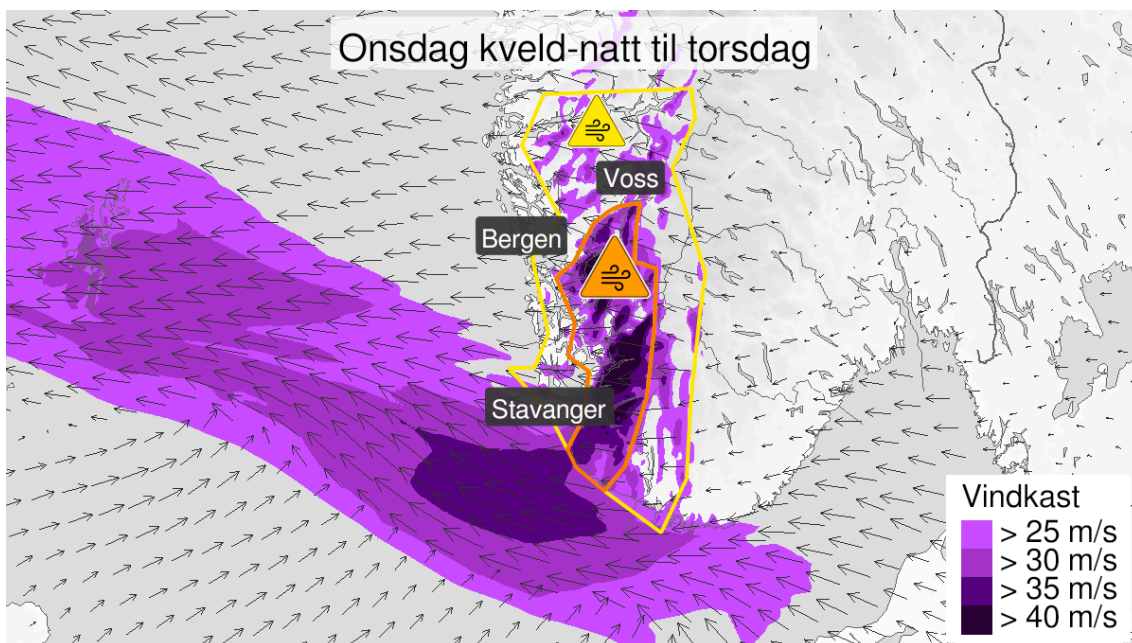 Onsdag kveld-natt til torsdag
Voss
Bergen
Stavanger
Vindkast
> 25 m/s
> 30 m/s
> 35 m/s
> 40 m/s